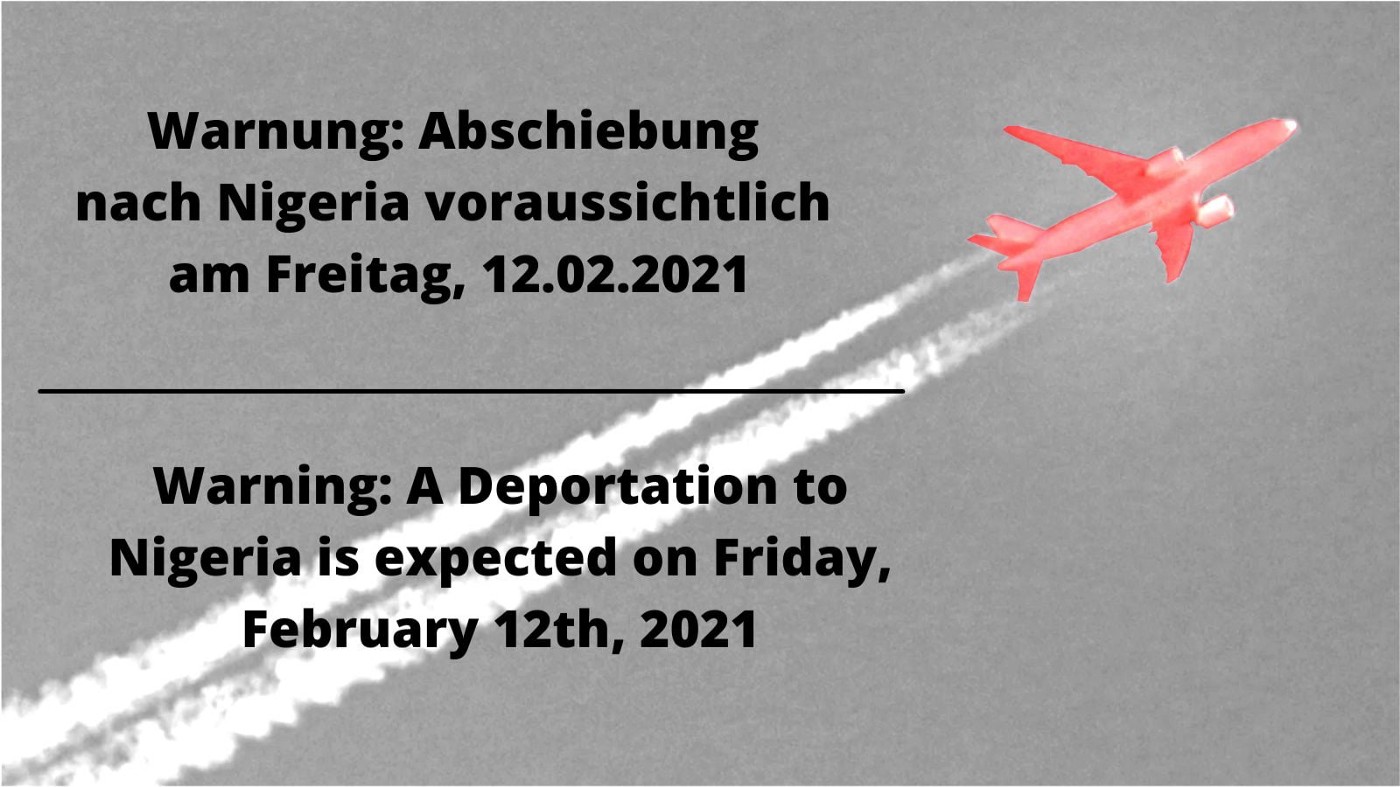 Warnung: Abschiebung
nach Nigeria voraussichtlich
am Freitag, 12.02.2021
Warning: A Deportation to
Nigeria is expected on Friday,
February 12th, 2021